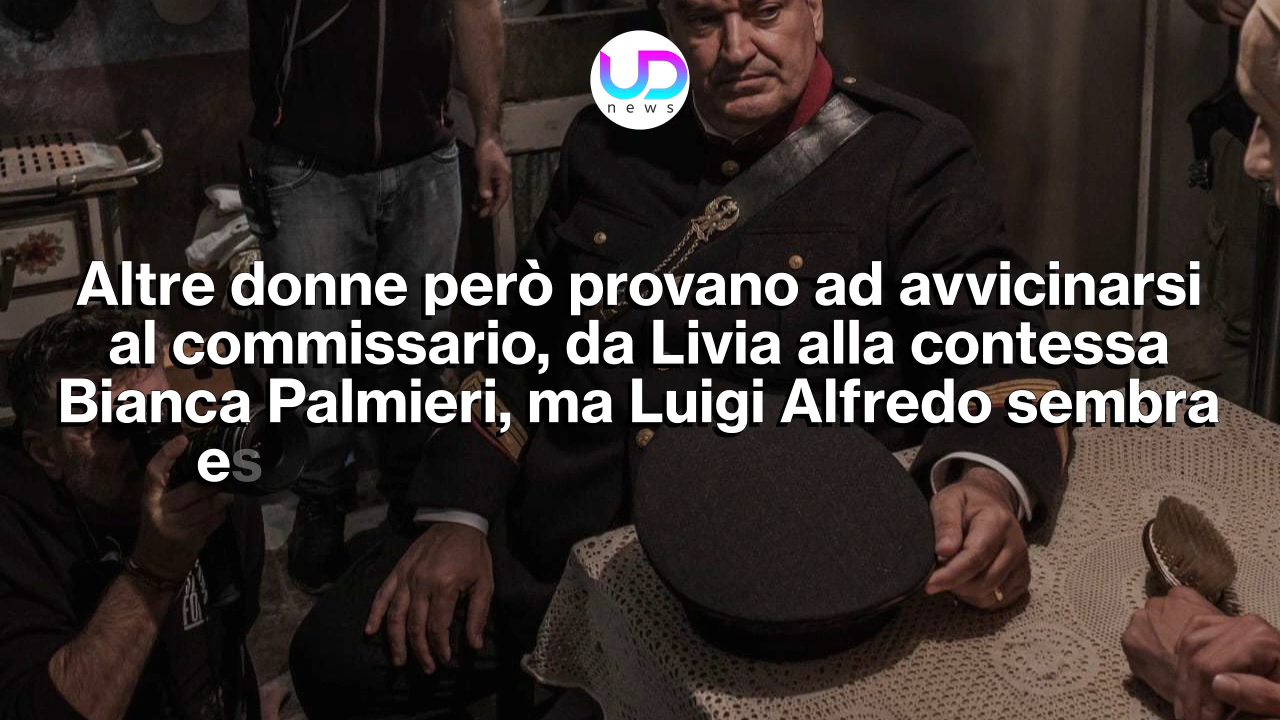 UD
news
Altre donne però provano ad avvicinarsi
al commissario, da Livia alla contessa
Bianca Palmieri, ma Luigi Alfredo sembra
es